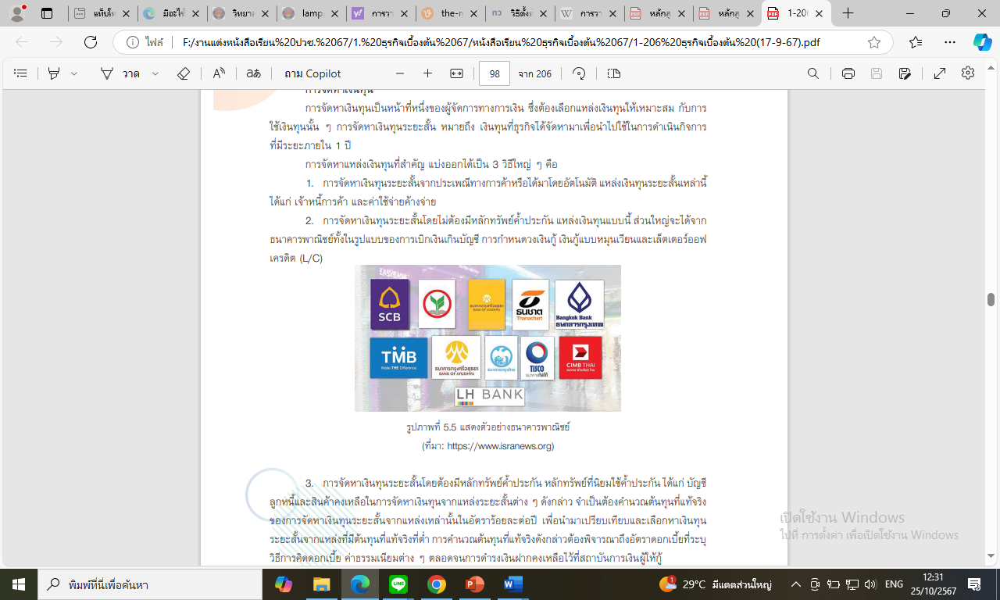 แท็บให
มีอะไรใ
วิทยาล
lampa
การวา
the-m
วิธีตั้งเ
การวา
หลักสู
หลักสู
1-20
ไฟล์ F:/งานแต่งหนังสือเรียน%20ปวช.%2067/1.%20ธุรกิจเบื้องต้น%2067/หนังสือเรียน%20ธุรกิจเบื้องต้น%2067/1-206%20ธุรกิจเบื้องต้น%20(17-9-67).pdf
วาด ถาม Copilot 98 จาก 206
การจัดหาเงินทุน
การจัดหาเงินทุนเป็นหน้าที่หนึ่งของผู้จัดการทางการเงิน ซึ่งต้องเลือกแหล่งเงินทุนให้เหมาะสม กับการ
ใช้เงินทุนนั้น ๆ การจัดหาเงินทุนระยะสั้น หมายถึง เงินทุนที่ธุรกิจได้จัดหามาเพื่อนำไปใช้ในการดำเนินกิจการ
ที่มีระยะภายใน 1 ปี
การจัดหาแหล่งเงินทุนที่สำคัญ แบ่งออกได้เป็น 3 วิธีใหญ่ ๆ คือ
1. การจัดหาเงินทุนระยะสั้นจากประเพณีทางการค้าหรือได้มาโดยอัตโนมัติ แหล่งเงินทุนระยะสั้นเหล่านี้
ได้แก่ เจ้าหนี้การค้า และค่าใช้จ่ายค้างจ่าย
2. การจัดหาเงินทุนระยะสั้นโดยไม่ต้องมีหลักทรัพย์ค้ำประกัน แหล่งเงินทุนแบบนี้ ส่วนใหญ่จะได้จาก
ธนาคารพาณิชย์ทั้งในรูปแบบของการเบิกเงินเกินบัญชี การกำหนดวงเงินกู้ เงินกู้แบบหมุนเวียนและเล็ตเตอร์ออฟ
เครดิต (L/C)
SCB
ธนาคารกรุงศรีอยุธยา
BANK OF AYUDHYA
ธนชาต
Thanachart
Bangkok Bank
ธนาคารกรุงเทพ
TMB
Make THE Difference
ธนาคารกรุงศรีอยุธยา
BANK OF AYUDHYA
ธนาคารกรุงไทย
TISCO
ธนาคารทิสโก้
CIMB THAI
LH BANK
รูปภาพที่ 5.5 แสดงตัวอย่างธนาคารพาณิชย์
(ที่มา: https://www.isranews.org)
3. การจัดหาเงินทุนระยะสั้นโดยต้องมีหลักทรัพย์ค้ำประกัน หลักทรัพย์ที่นิยมใช้ค้ำประกัน ได้แก่ บัญชี
ลูกหนี้และสินค้าคงเหลือในการจัดหาเงินทุนจากแหล่งระยะสั้นต่าง ๆ ดังกล่าว จำเป็นต้องคำนวณต้นทุนที่แท้จริง
ของการจัดหาเงินทุนระยะสั้นจากแหล่งเหล่านั้นในอัตราร้อยละต่อปี เพื่อนำมาเปรียบเทียบและเลือกหาเงินทุน
ระยะสั้นจากแหล่งที่มีต้นทุนที่แท้จริงที่ต่ำ การคำนวณต้นทุนที่แท้จริงดังกล่าวต้องพิจารณาถึงอัตราดอกเบี้ยที่ระบุ
วิธีการคิดดอกเบี้ย ค่าธรรมเนียมต่าง ๆ ตลอดจนการดำรงเงินฝากคงเหลือไว้ที่สถาบันการเงินผู้ให้กู้
เปิดใช้งาน Windows
ไปที่ การตั้งค่า เพื่อเปิดใช้งาน Windows
พิมพ์ที่นี่เพื่อค้นหา
29°C มีแดดส่วนใหญ่
ENG
12:31
25/10/2567